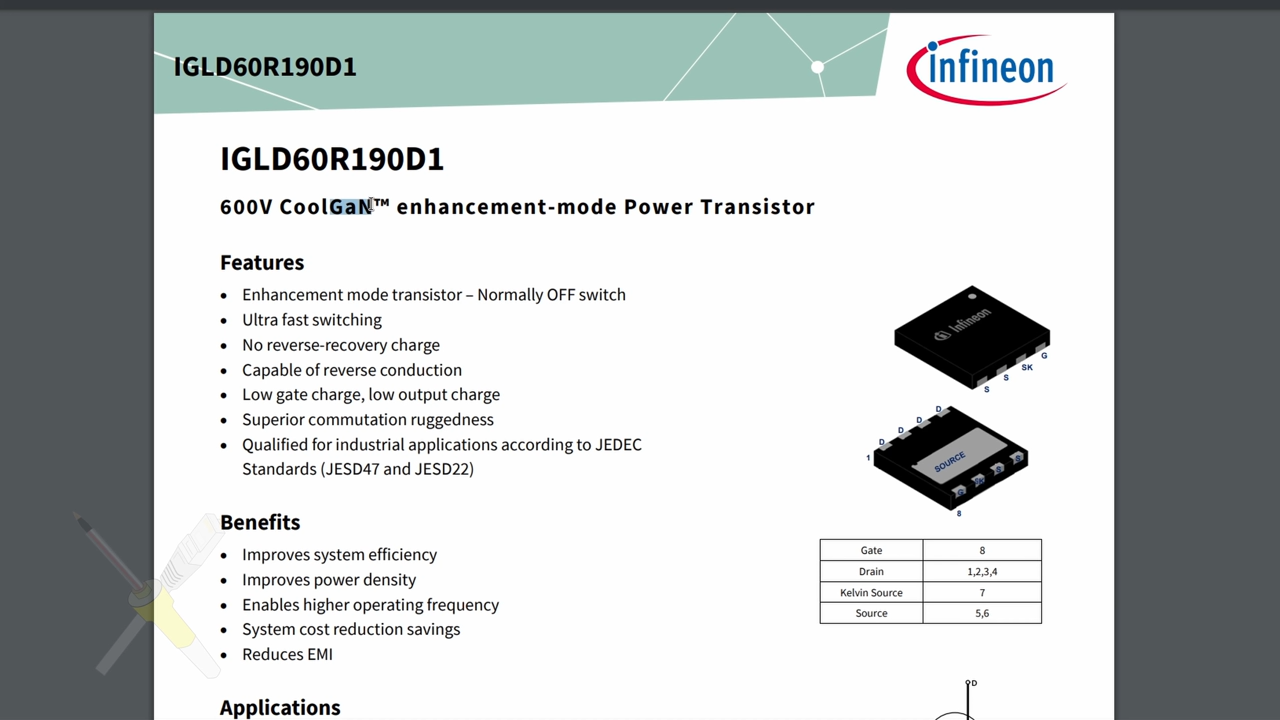 IGLD60R190D1
infineon
IGLD60R190D1
600V CoolGaN™ enhancement-mode Power Transistor
Features
• Enhancement mode transistor – Normally OFF switch
• Ultra fast switching
• No reverse-recovery charge
• Capable of reverse conduction
• Low gate charge, low output charge
• Superior commutation ruggedness
• Qualified for industrial applications according to JEDEC
Standards (JESD47 and JESD22)
Infineon
G
SK
S
S
D
D
D
D
1
SOURCE
S
S
SK
G
8
Gate 8
Drain 1,2,3,4
Kelvin Source 7
Source 5,6
Benefits
• Improves system efficiency
• Improves power density
• Enables higher operating frequency
• System cost reduction savings
• Reduces EMI
Applications
D